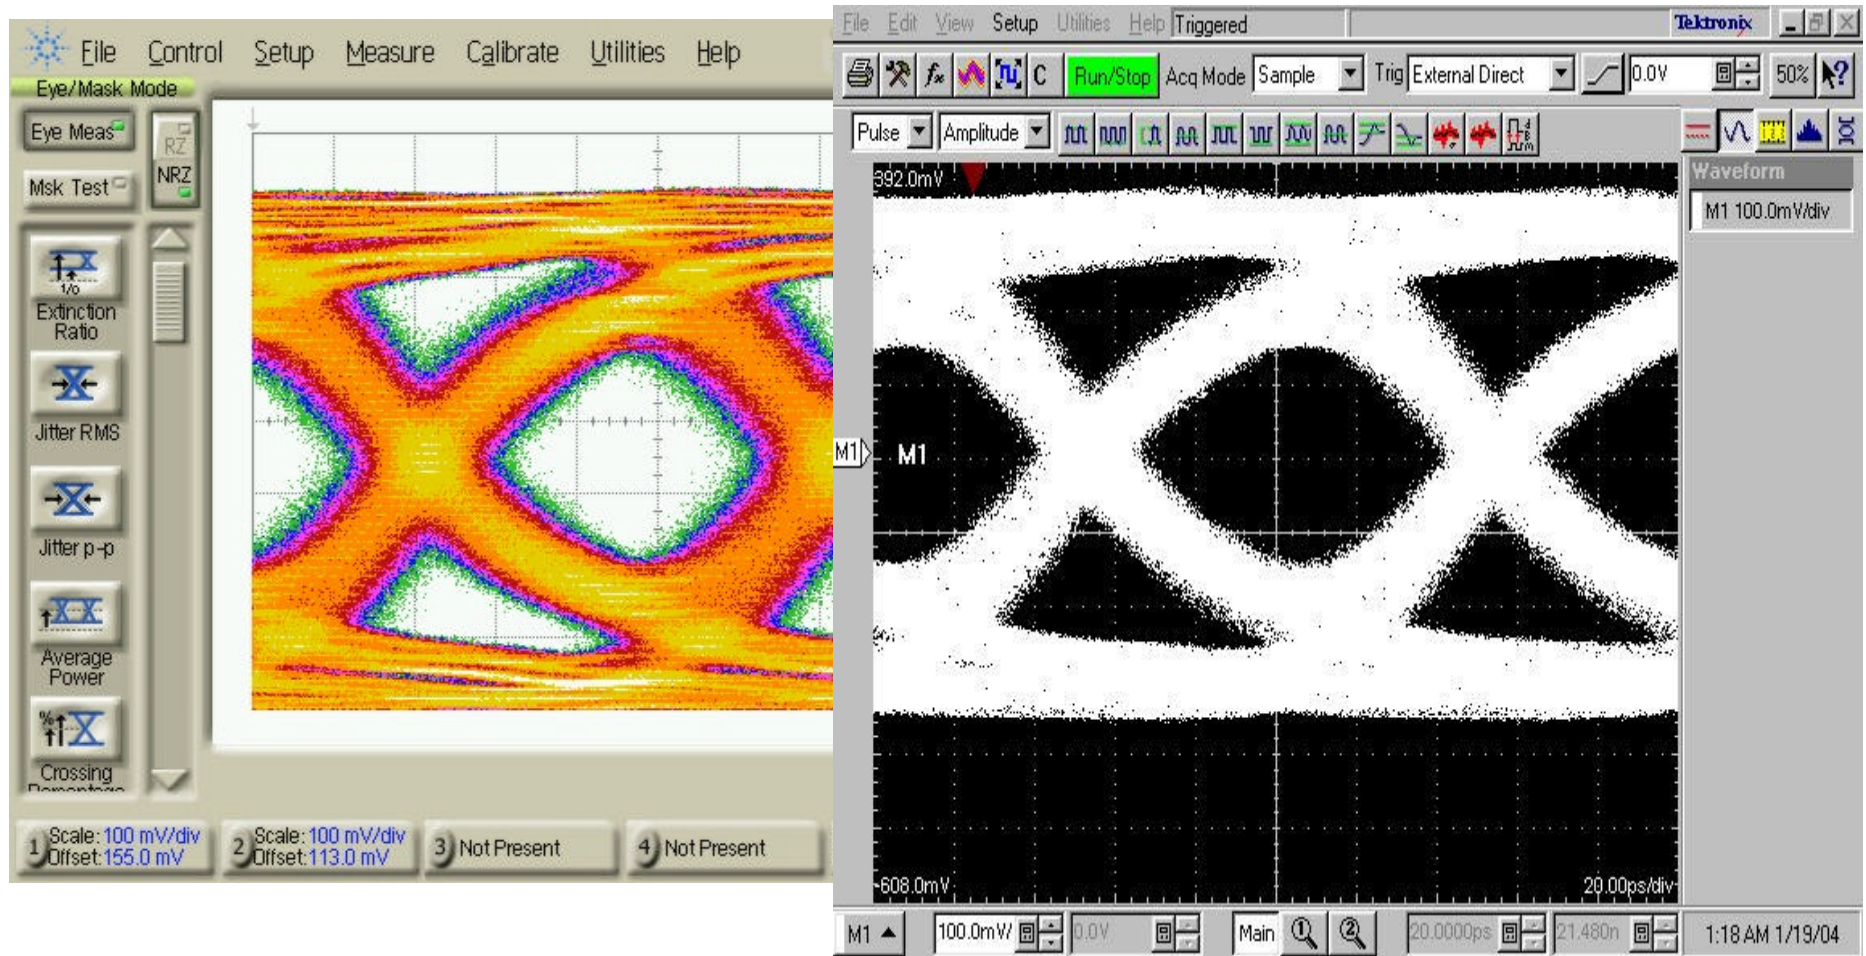 File Control Setup Measure Calibrate Utilities Help
Eye/Mask Mode
Eye Meas
RZ
NRZ
Msk Test
1/0
Extinction
Ratio
Jitter RMS
Jitter p-p
Average
Power
%
Crossing
Percentage
1 Scale: 100 mV/div
Offset: 155.0 mV
2 Scale: 100 mV/div
Offset: 113.0 mV
3 Not Present
4 Not Present
File Edit View Setup Utilities Help Triggered Tektronix
C Run/Stop Acq Mode Sample Trig External Direct 0.0V 50% ?
Pulse Amplitude
392.0mV
Waveform
M1 100.0mV/div
M1 M1
-608.0mV 20.00ps/div
M1 100.0mV/ 0.0V Main 1 2 20.0000ps 21.480n 1:18 AM 1/19/04